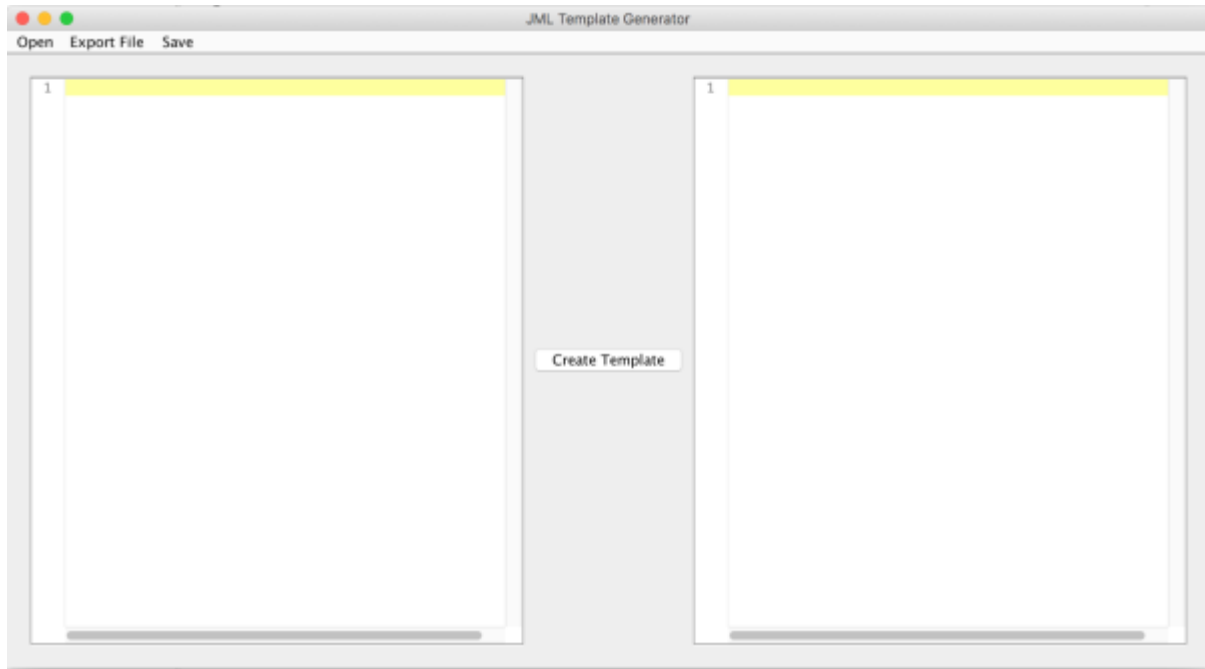 JML Template Generator
Open Export File Save
1
1
Create Template